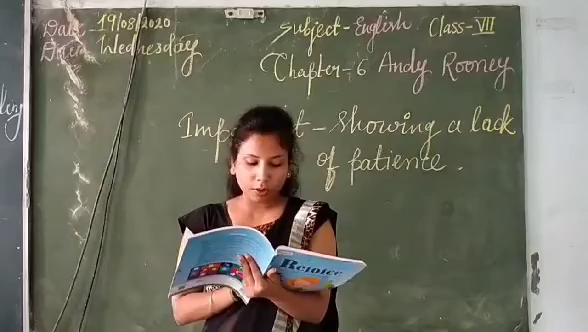 Date 19/08/2020
Day Wednesday
Subject - English Class - VII
Chapter - 6 Andy Rooney
- showing a lack
of patience.
Rejoice